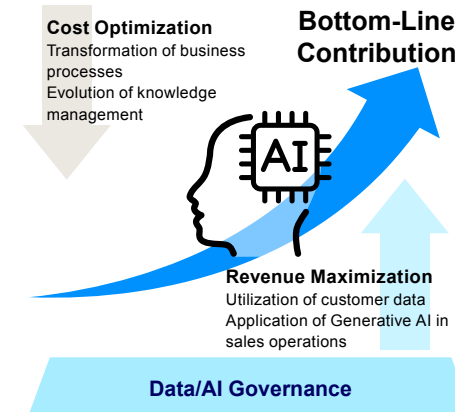 Cost Optimization
Transformation of business
processes
Evolution of knowledge
management
Bottom-Line
Contribution
AI
Revenue Maximization
Utilization of customer data
Application of Generative AI in
sales operations
Data/AI Governance